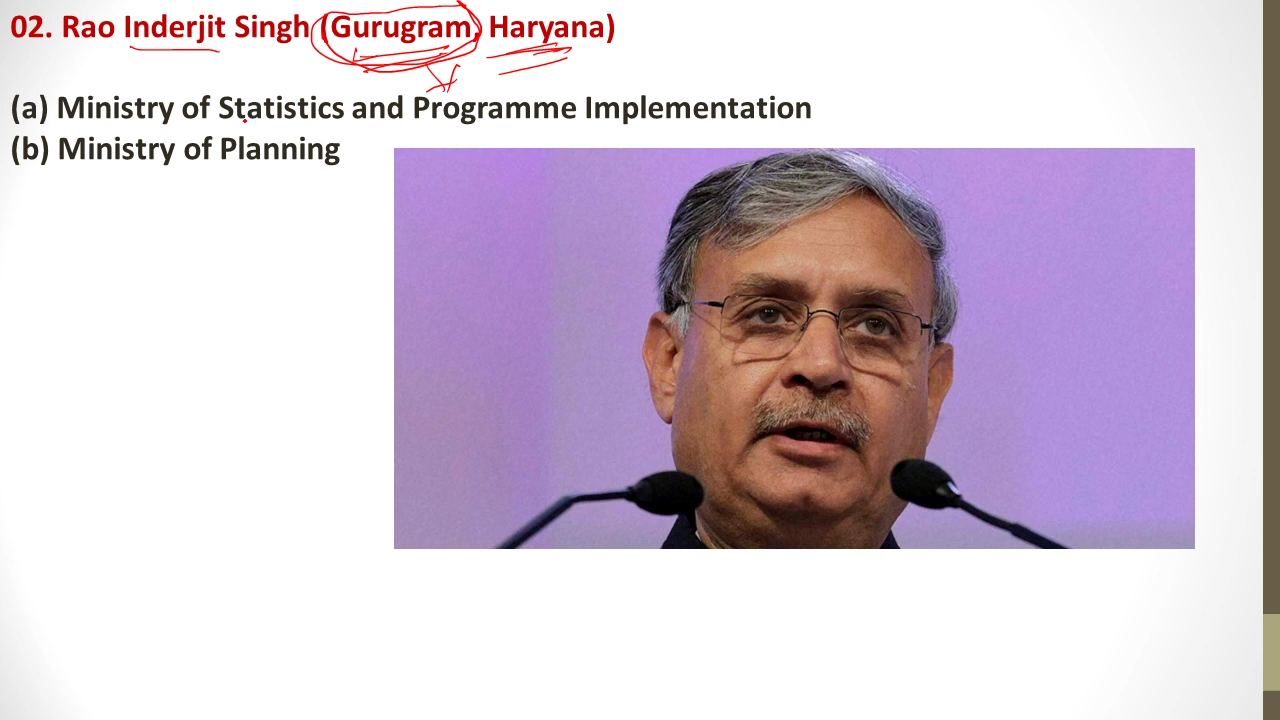 02. Rao Inderjit Singh (Gurugram, Haryana)
(a) Ministry of Statistics and Programme Implementation
(b) Ministry of Planning